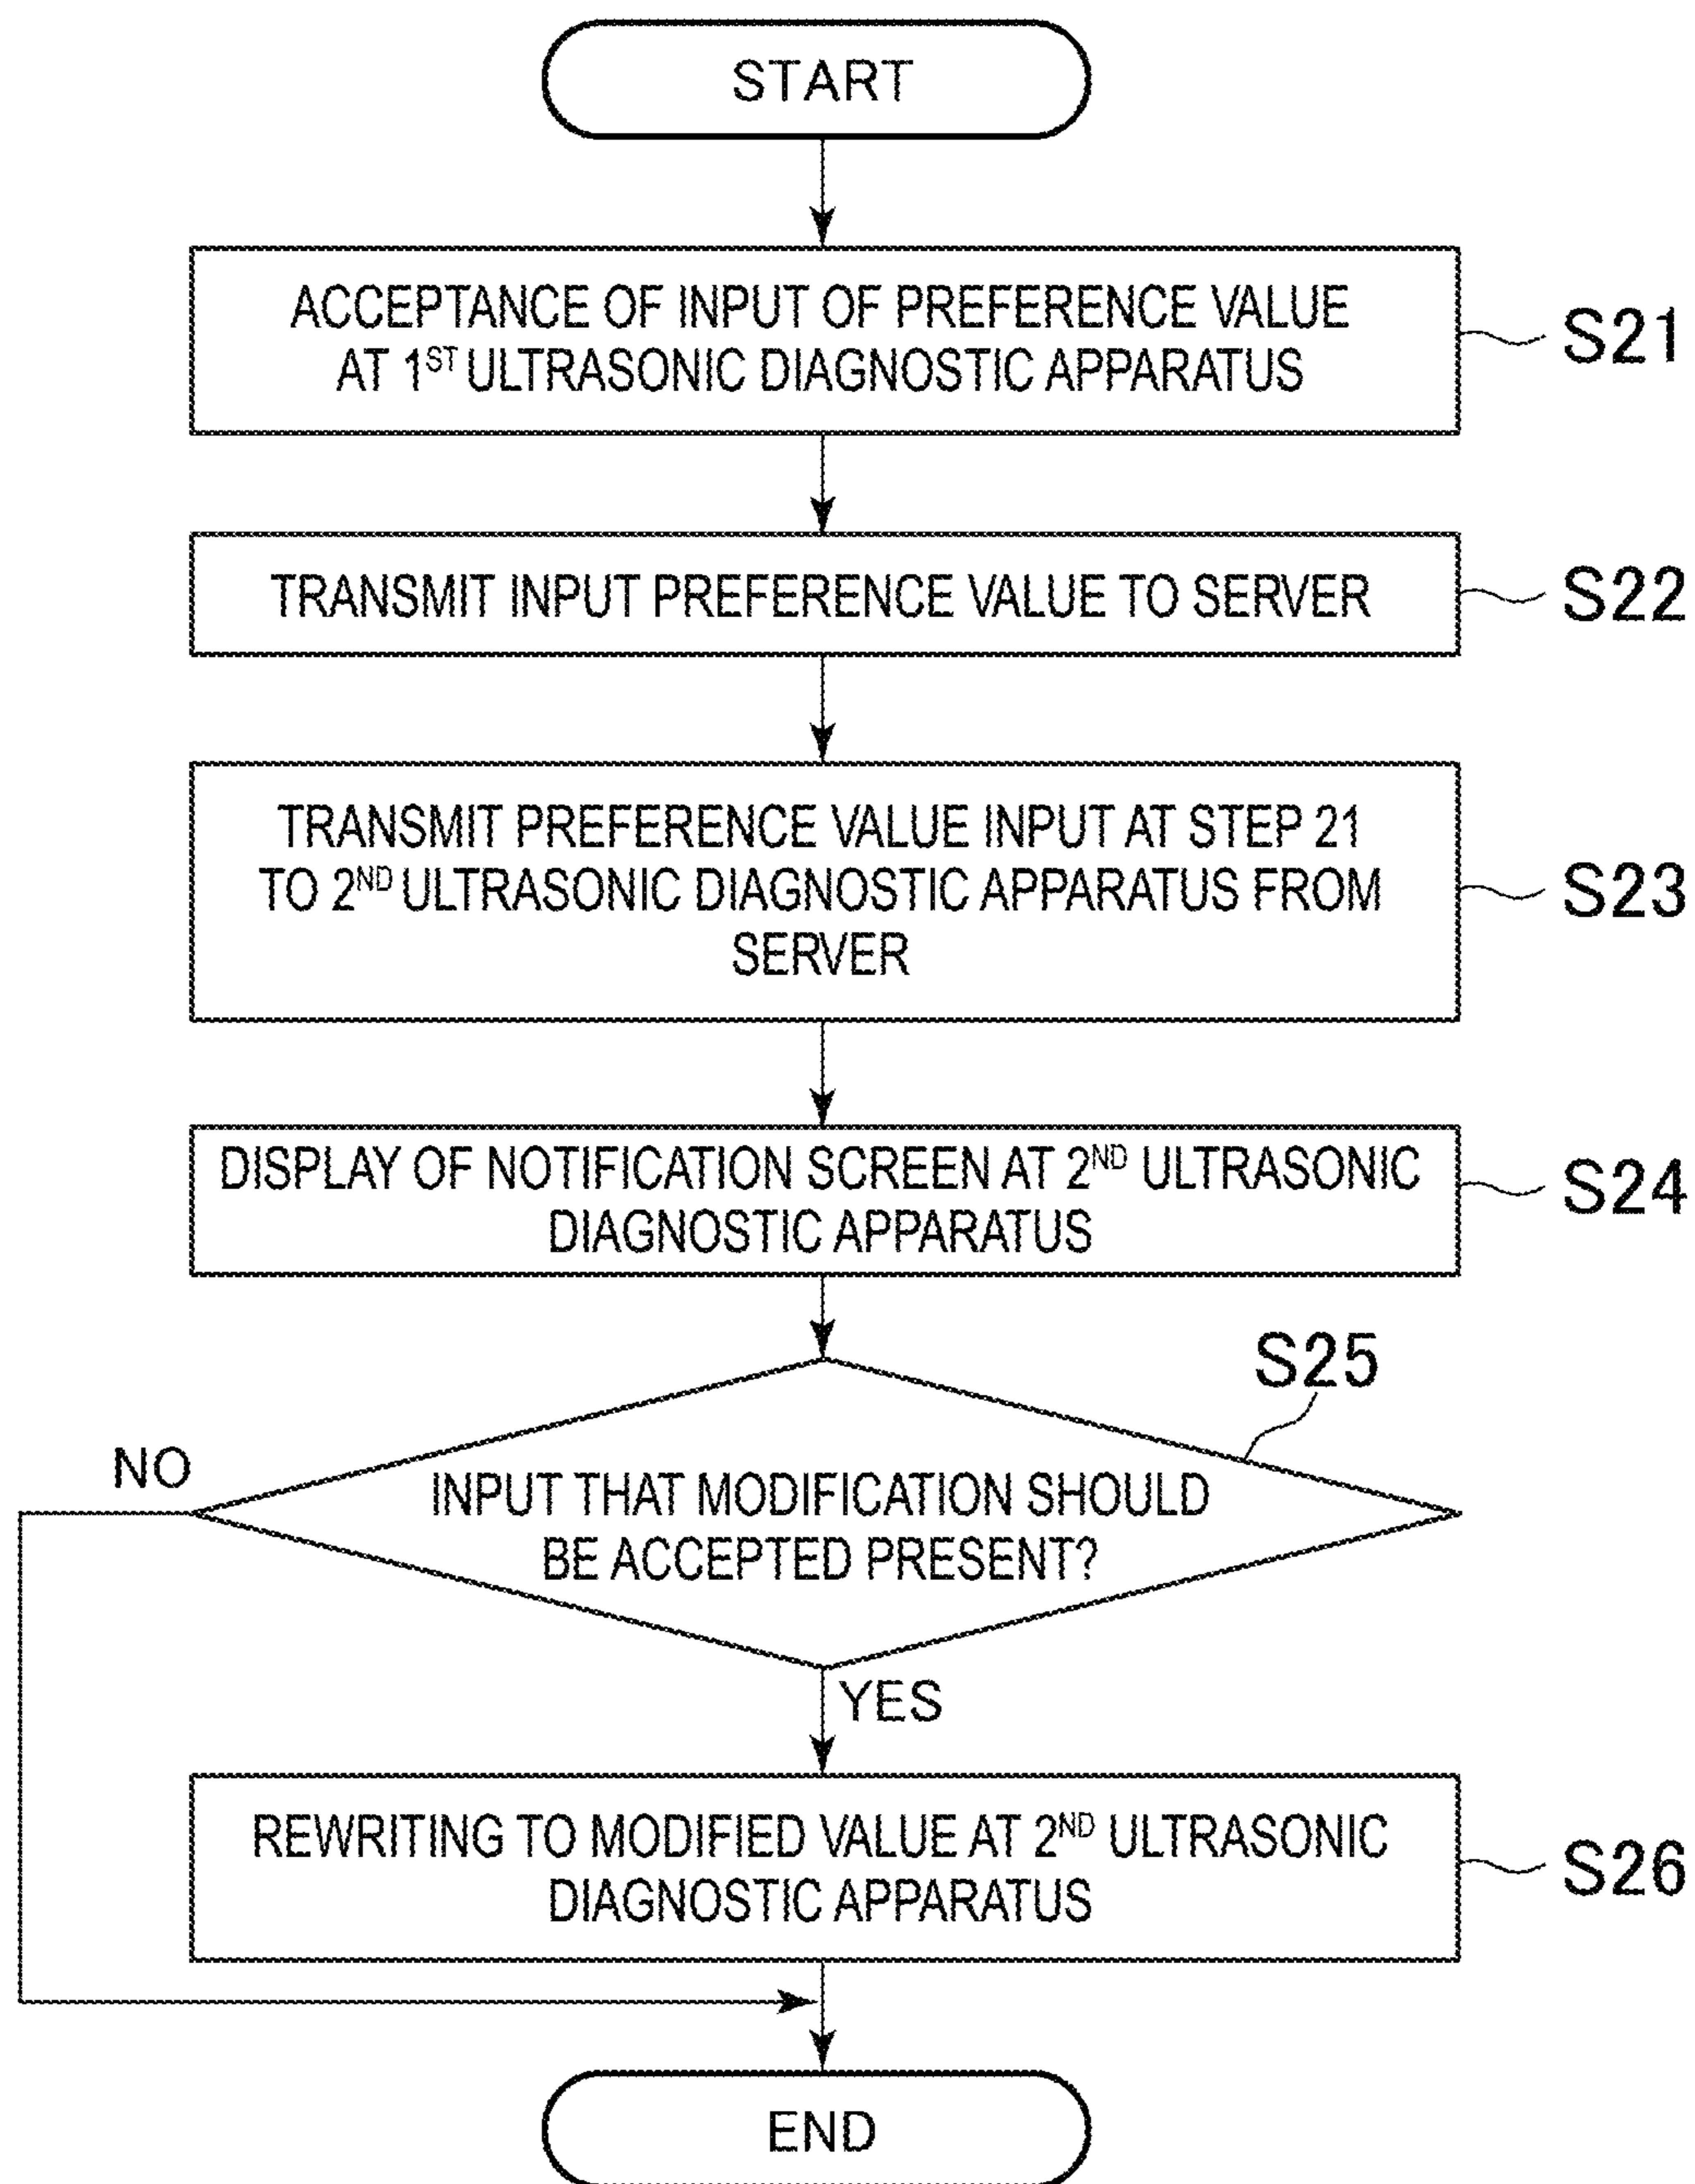 START
ACCEPTANCE OF INPUT OF PREFERENCE VALUE
AT 1ST ULTRASONIC DIAGNOSTIC APPARATUS
S21
TRANSMIT INPUT PREFERENCE VALUE TO SERVER
S22
TRANSMIT PREFERENCE VALUE INPUT AT STEP 21
TO 2ND ULTRASONIC DIAGNOSTIC APPARATUS FROM
SERVER
S23
DISPLAY OF NOTIFICATION SCREEN AT 2ND ULTRASONIC
DIAGNOSTIC APPARATUS
S24
S25
NO
INPUT THAT MODIFICATION SHOULD
BE ACCEPTED PRESENT?
YES
REWRITING TO MODIFIED VALUE AT 2ND ULTRASONIC
DIAGNOSTIC APPARATUS
S26
END